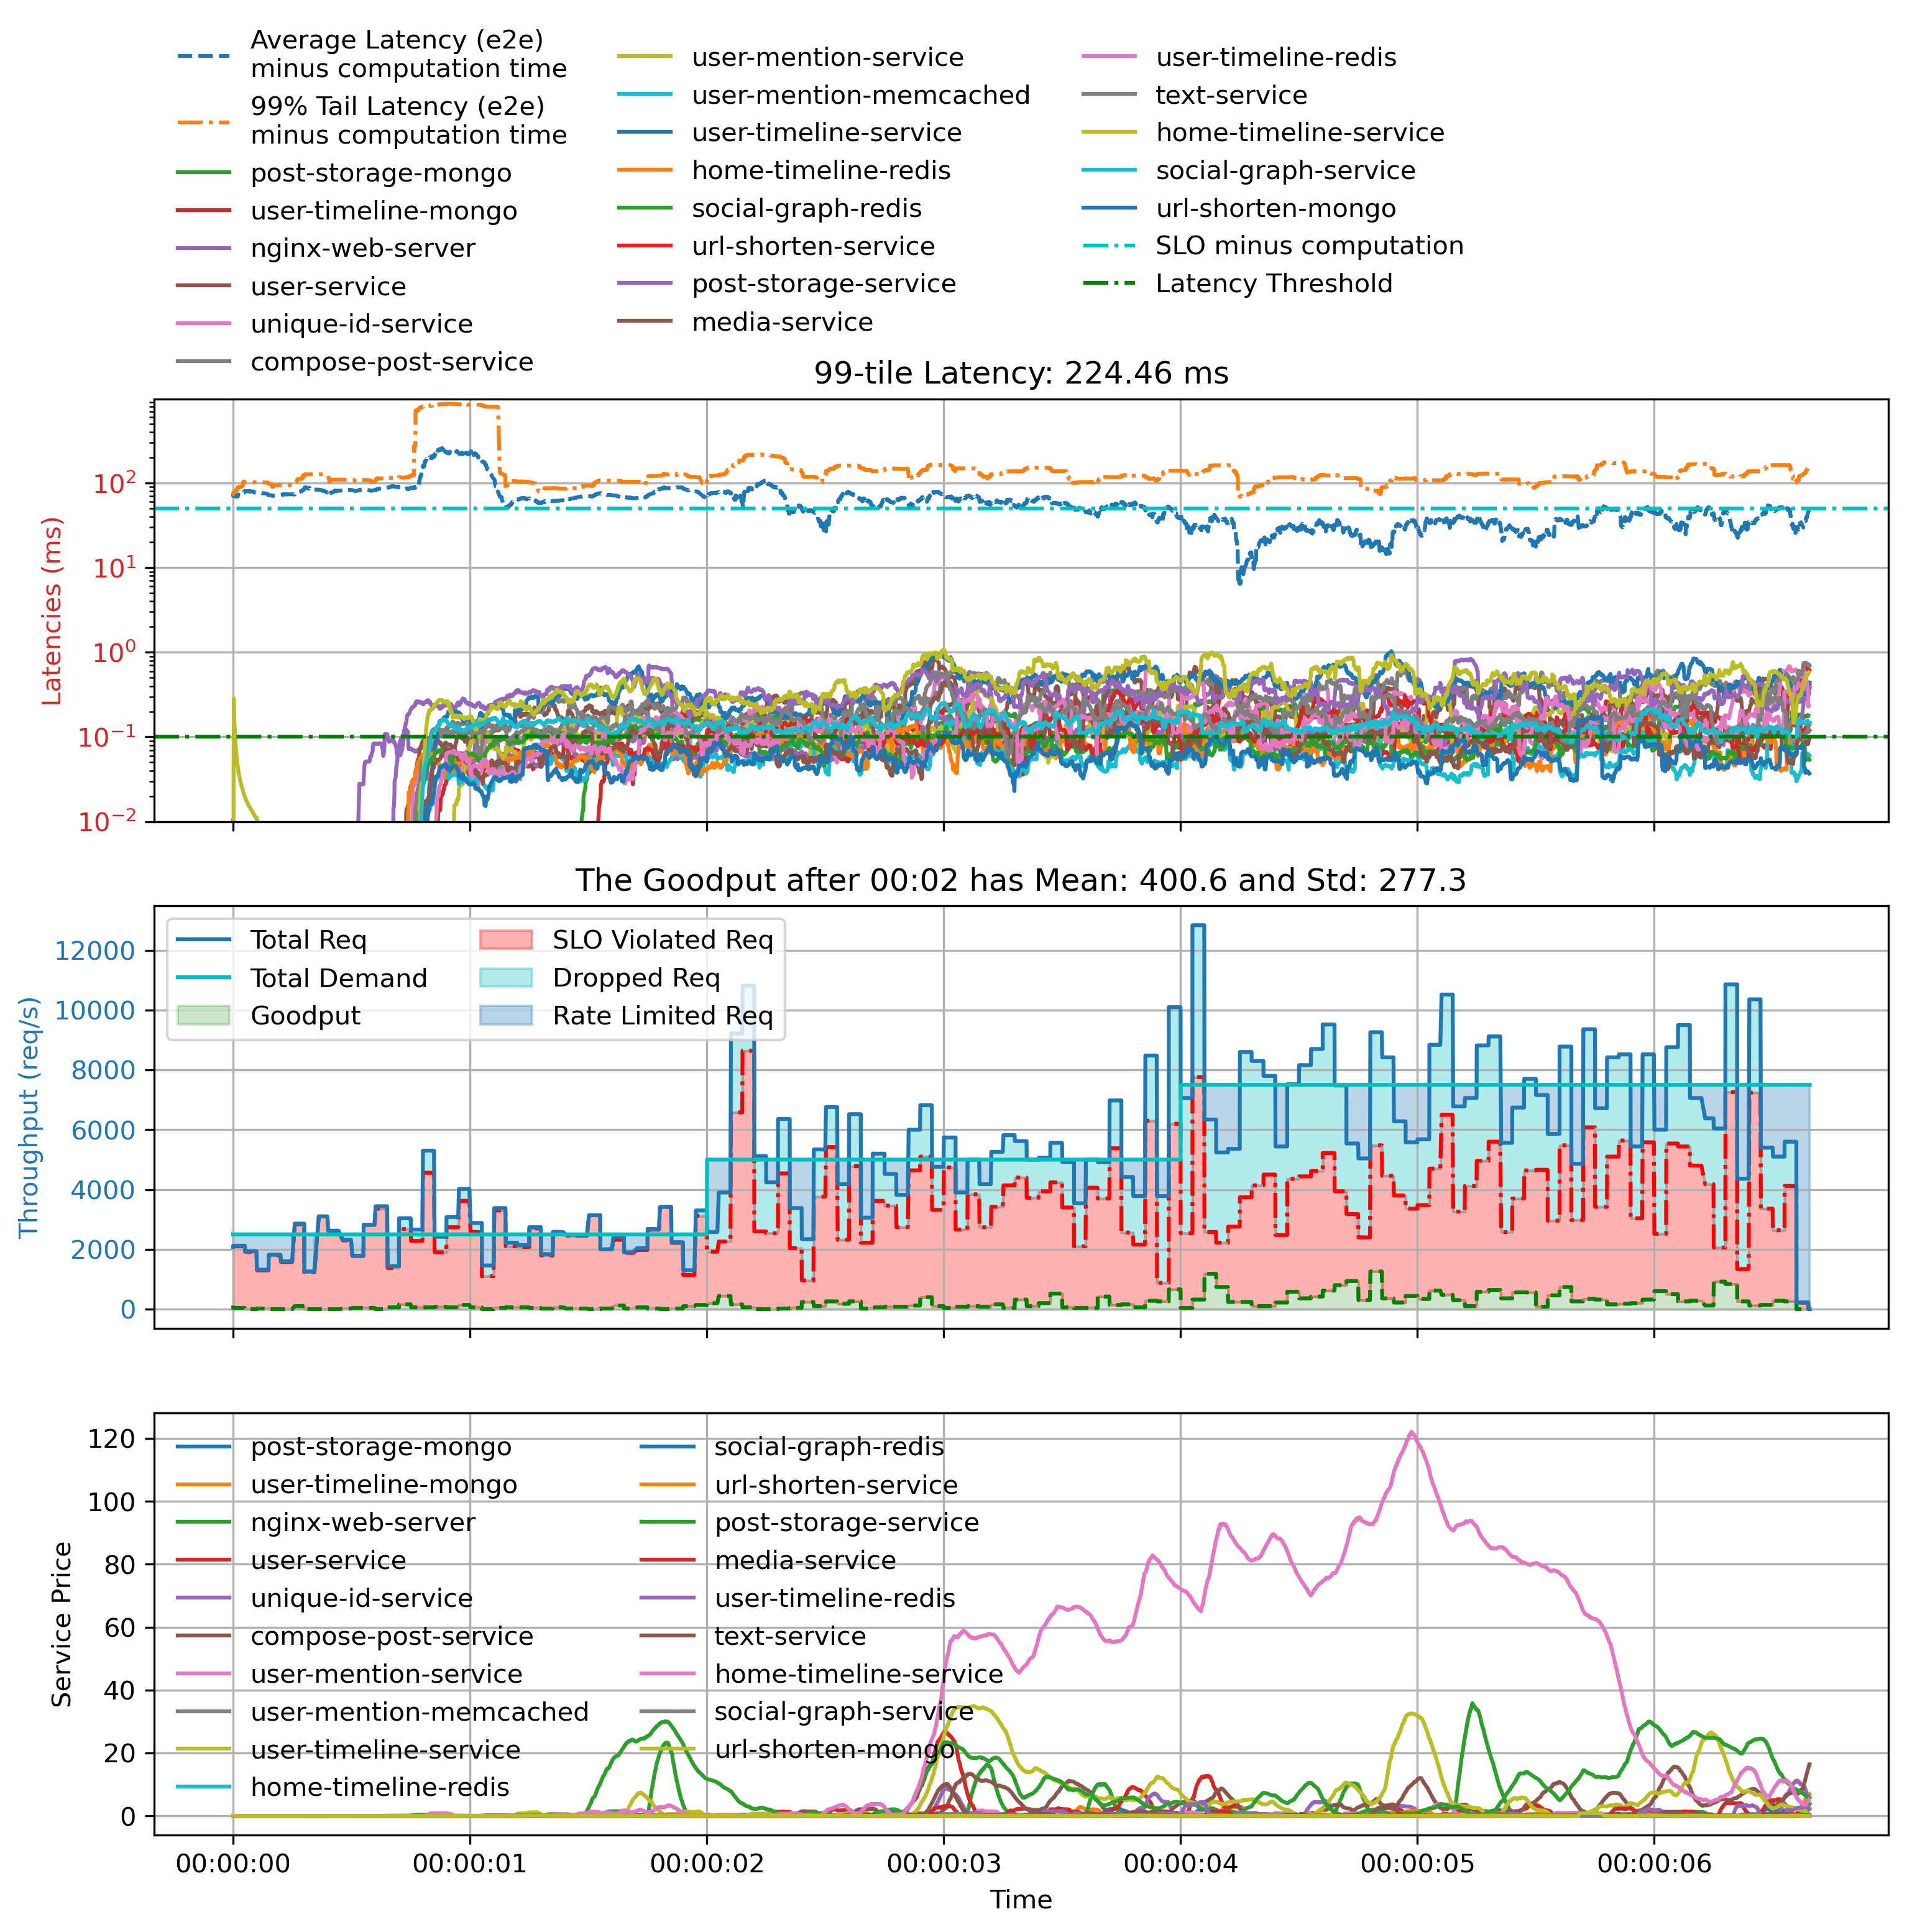 Average Latency (e2e)
minus computation time
99% Tail Latency (e2e)
minus computation time
post-storage-mongo
user-timeline-mongo
nginx-web-server
user-service
unique-id-service
compose-post-service
user-mention-service
user-mention-memcached
user-timeline-service
home-timeline-redis
social-graph-redis
url-shorten-service
post-storage-service
media-service
user-timeline-redis
text-service
home-timeline-service
social-graph-service
url-shorten-mongo
SLO minus computation
Latency Threshold
99-tile Latency: 224.46 ms
Latencies (ms)
10²
10¹
10⁰
10⁻¹
10⁻²
The Goodput after 00:02 has Mean: 400.6 and Std: 277.3
Throughput (req/s)
12000
10000
8000
6000
4000
2000
0
Total Req
Total Demand
Goodput
SLO Violated Req
Dropped Req
Rate Limited Req
Service Price
120
100
80
60
40
20
0
post-storage-mongo
user-timeline-mongo
nginx-web-server
user-service
unique-id-service
compose-post-service
user-mention-service
user-mention-memcached
user-timeline-service
home-timeline-redis
social-graph-redis
url-shorten-service
post-storage-service
media-service
user-timeline-redis
text-service
home-timeline-service
social-graph-service
url-shorten-mongo
00:00:00 00:00:01 00:00:02 00:00:03 00:00:04 00:00:05 00:00:06
Time